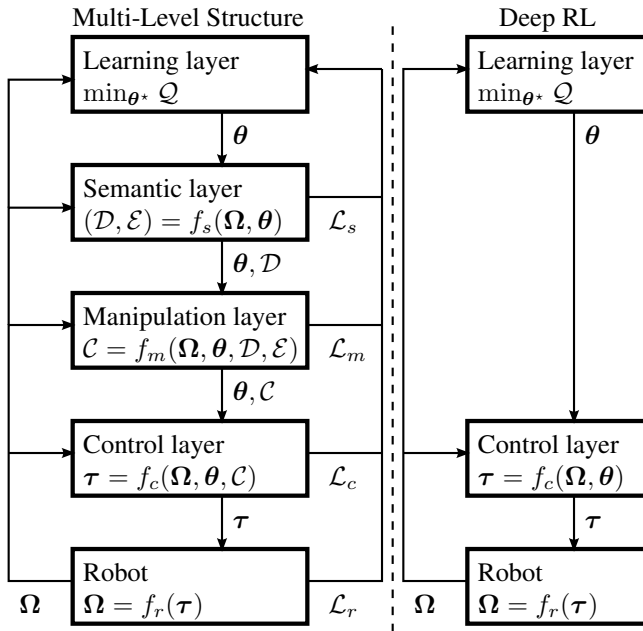 Multi-Level Structure
Learning layer
min_θ⋆ 𝒬
θ
Semantic layer
(𝒟, ℰ) = f_s(Ω, θ)
ℒ_s
θ, 𝒟
Manipulation layer
𝒞 = f_m(Ω, θ, 𝒟, ℰ)
ℒ_m
θ, 𝒞
Control layer
τ = f_c(Ω, θ, 𝒞)
ℒ_c
τ
Robot
Ω = f_r(τ)
Ω
ℒ_r
Deep RL
Learning layer
min_θ⋆ 𝒬
θ
Control layer
τ = f_c(Ω, θ)
τ
Robot
Ω = f_r(τ)
Ω